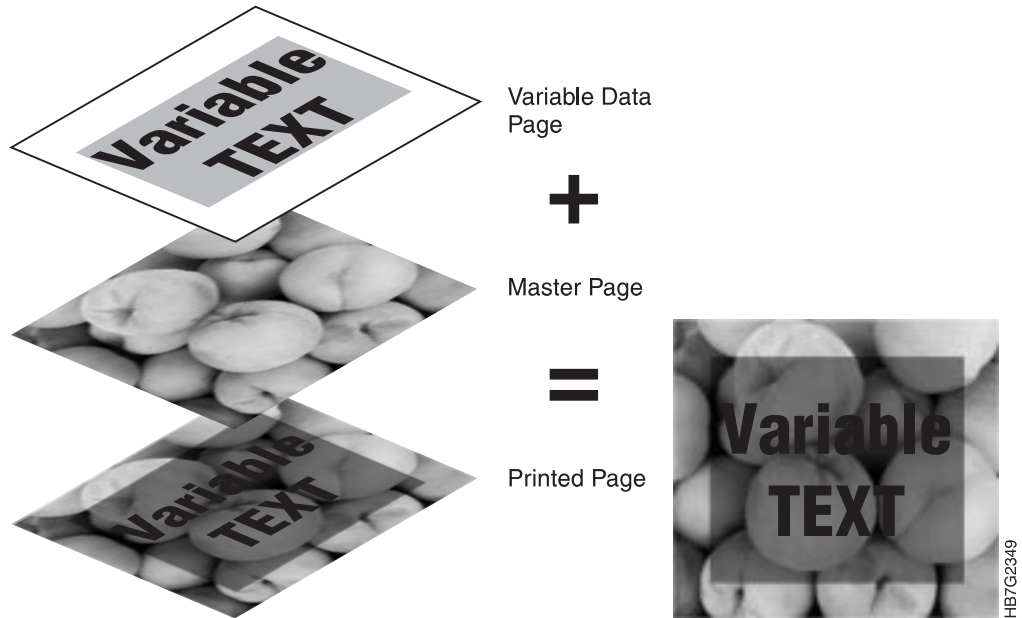 Variable
TEXT
Variable Data
Page
+
Master Page
=
Variable
TEXT
Printed Page
Variable
TEXT
HB7G2349